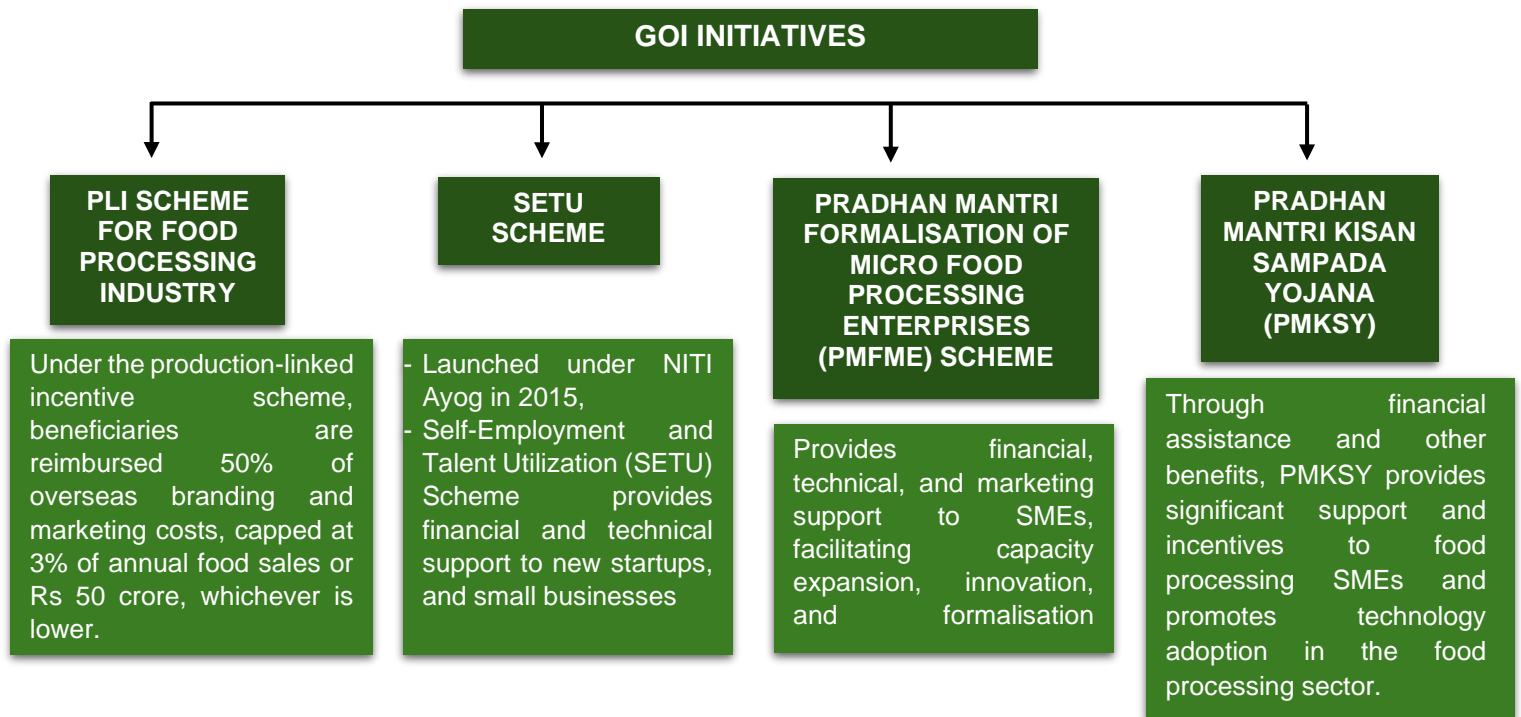 GOI INITIATIVES
PLI SCHEME
FOR FOOD
PROCESSING
INDUSTRY
Under the production-linked
incentive scheme,
beneficiaries are
reimbursed 50% of
overseas branding and
marketing costs, capped at
3% of annual food sales or
Rs 50 crore, whichever is
lower.
SETU
SCHEME
- Launched under NITI
Ayog in 2015,
- Self-Employment and
Talent Utilization (SETU)
Scheme provides
financial and technical
support to new startups,
and small businesses
PRADHAN MANTRI
FORMALISATION OF
MICRO FOOD
PROCESSING
ENTERPRISES
(PMFME) SCHEME
Provides financial,
technical, and marketing
support to SMEs,
facilitating capacity
expansion, innovation,
and formalisation
PRADHAN
MANTRI KISAN
SAMPADA
YOJANA
(PMKSY)
Through financial
assistance and other
benefits, PMKSY provides
significant support and
incentives to food
processing SMEs and
promotes technology
adoption in the food
processing sector.